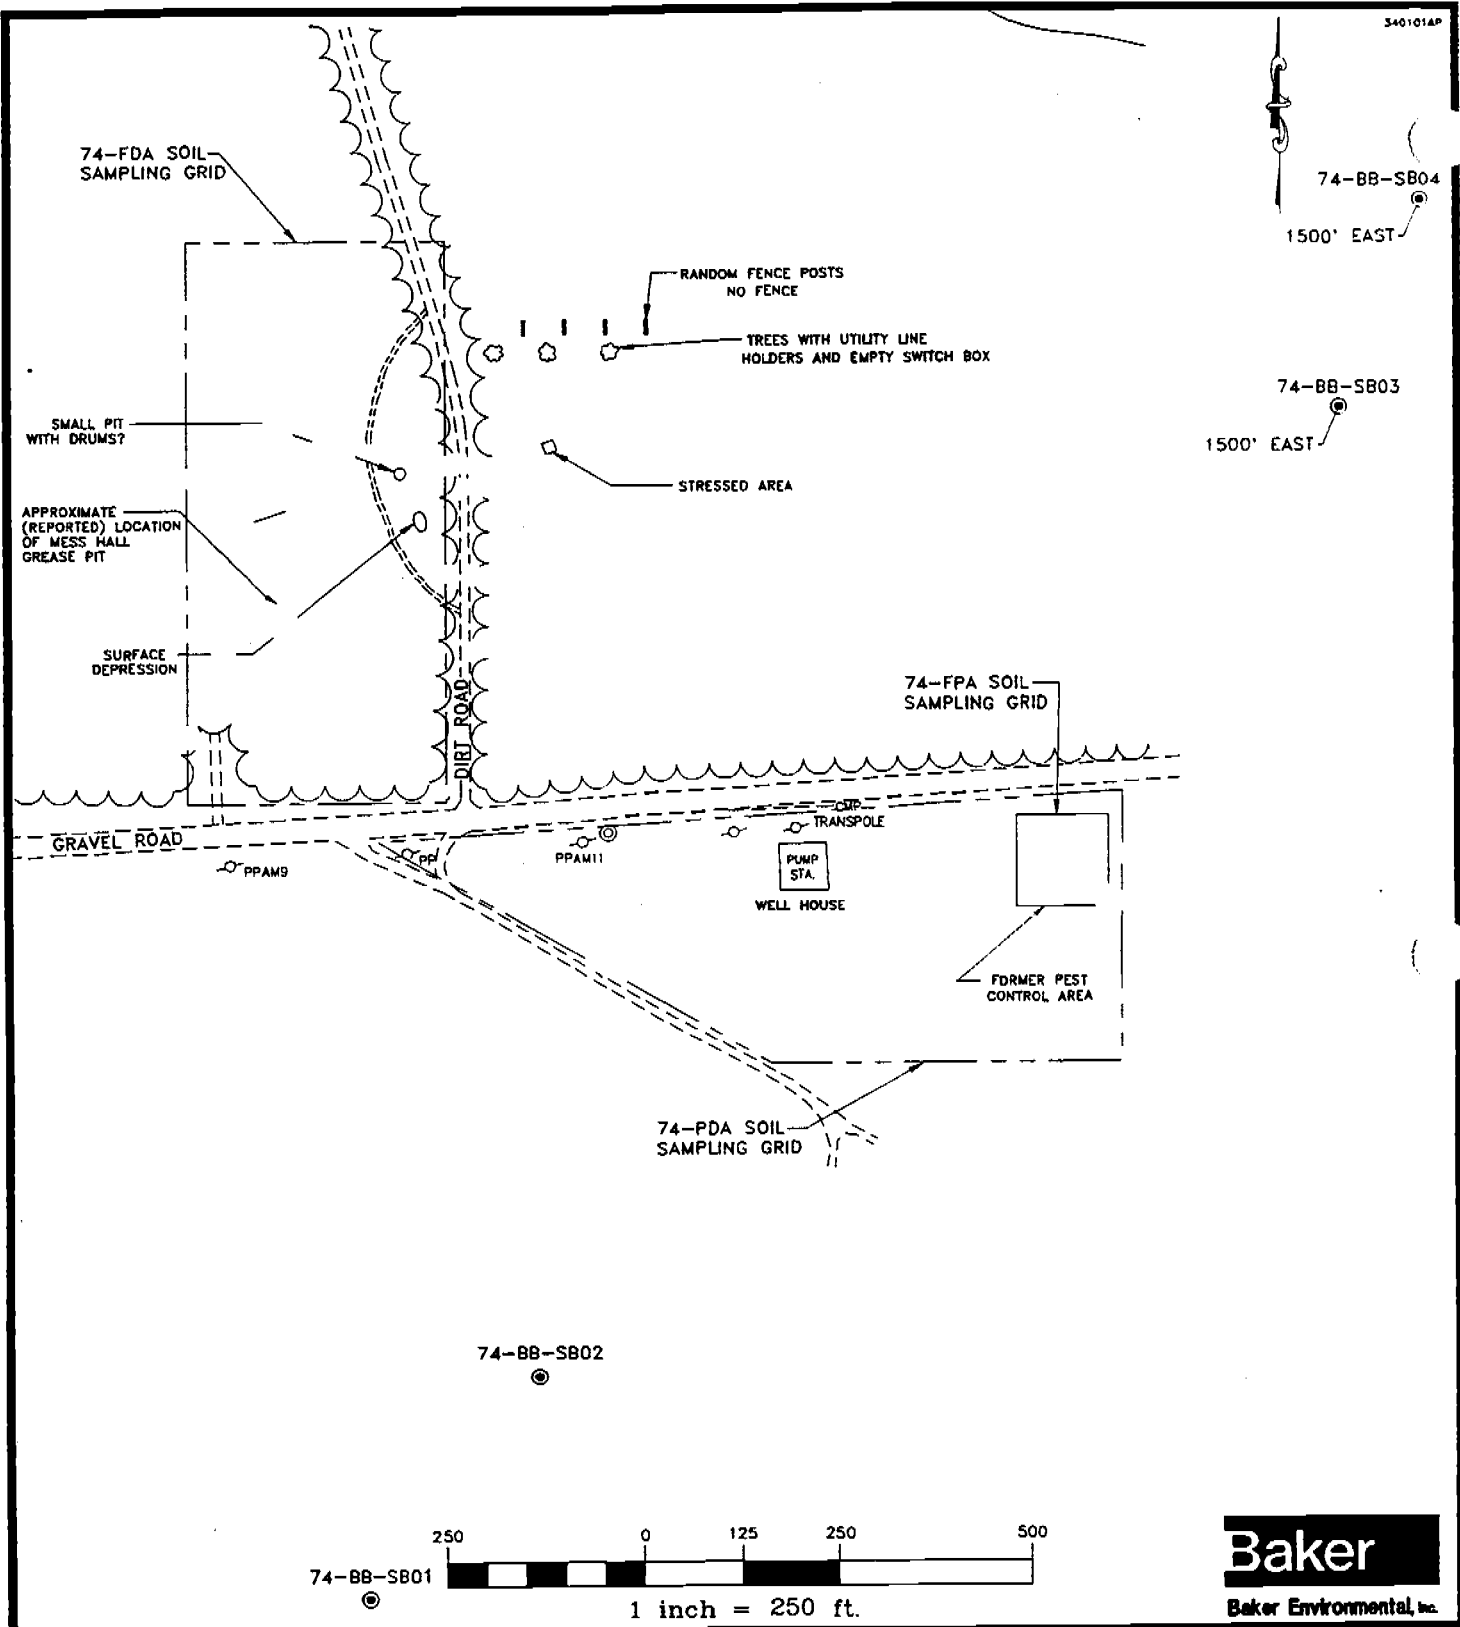 340101AP
74-FDA SOIL
SAMPLING GRID
74-BB-SB04
1500' EAST
RANDOM FENCE POSTS
NO FENCE
TREES WITH UTILITY LINE
HOLDERS AND EMPTY SWITCH BOX
74-BB-SB03
1500' EAST
SMALL PIT
WITH DRUMS?
STRESSED AREA
APPROXIMATE
(REPORTED) LOCATION
OF MESS HALL
GREASE PIT
SURFACE
DEPRESSION
74-FPA SOIL
SAMPLING GRID
DIRT ROAD
CMP
TRANSPOLE
GRAVEL ROAD
PP
PPAM11
PPAM9
PUMP
STA.
WELL HOUSE
FORMER PEST
CONTROL AREA
74-PDA SOIL
SAMPLING GRID
74-BB-SB02
250 0 125 250 500
74-BB-SB01
1 inch = 250 ft.
Baker
Baker Environmental, Inc.